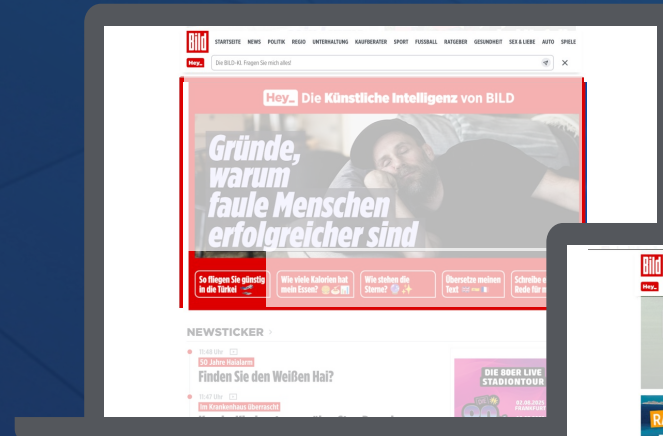 Bild STARTSEITE NEWS POLITIK REGIO UNTERHALTUNG KAUFBERATER SPORT FUSSBALL RATGEBER GESUNDHEIT SEX & LIEBE AUTO SPIELE
Hey_ Die BILD-KI. Fragen Sie mich alles!
Hey_ Die Künstliche Intelligenz von BILD
Gründe,
warum
faule Menschen
erfolgreicher sind
So fliegen Sie günstig
in die Türkei
Wie viele Kalorien hat
mein Essen?
Wie stehen die
Sterne?
Übersetze meinen
Text
Schreibe e
Rede für m
NEWSTICKER
11:48 Uhr
50 Jahre Haialarm
Finden Sie den Weißen Hai?
11:47 Uhr
Im Krankenhaus überrascht
DIE 80ER LIVE
STADIONTOUR
02.08.2025
FRANKFURT
Bild
Hey_